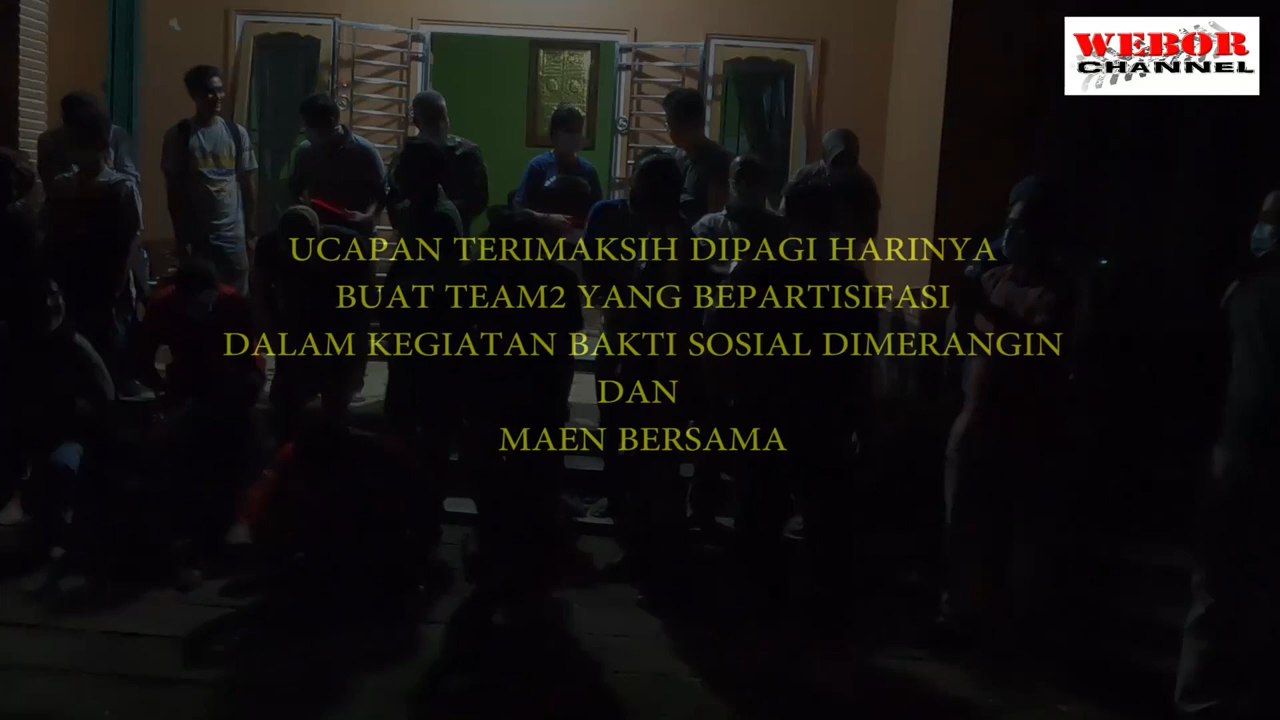 WEBOR
CHANNEL
UCAPAN TERIMAKSIH DIPAGI HARINYA
BUAT TEAM2 YANG BEPARTISIFASI
DALAM KEGIATAN BAKTI SOSIAL DIMERANGIN
DAN
MAEN BERSAMA